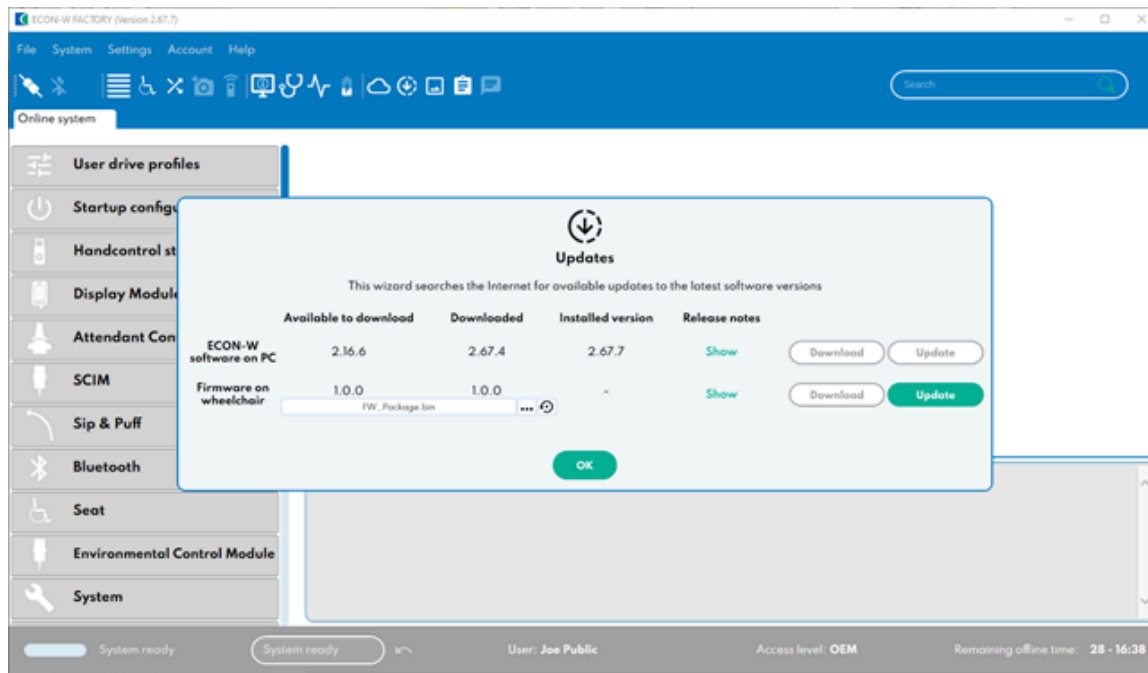 ECON-W FACTORY (Version 2.67.7)
File System Settings Account Help
Search
Online system
User drive profiles
Startup configu
Handcontrol st
Display Module
Attendant Con
SCIM
Sip & Puff
Bluetooth
Seat
Environmental Control Module
System
Updates
This wizard searches the Internet for available updates to the latest software versions
Available to download Downloaded Installed version Release notes
ECON-W
software on PC 2.16.6 2.67.4 2.67.7 Show Download Update
Firmware on
wheelchair 1.0.0 1.0.0 - Show Download Update
FW_Package.bin ...
OK
System ready System ready User: Joe Public Access level: OEM Remaining offline time: 28 - 16:38